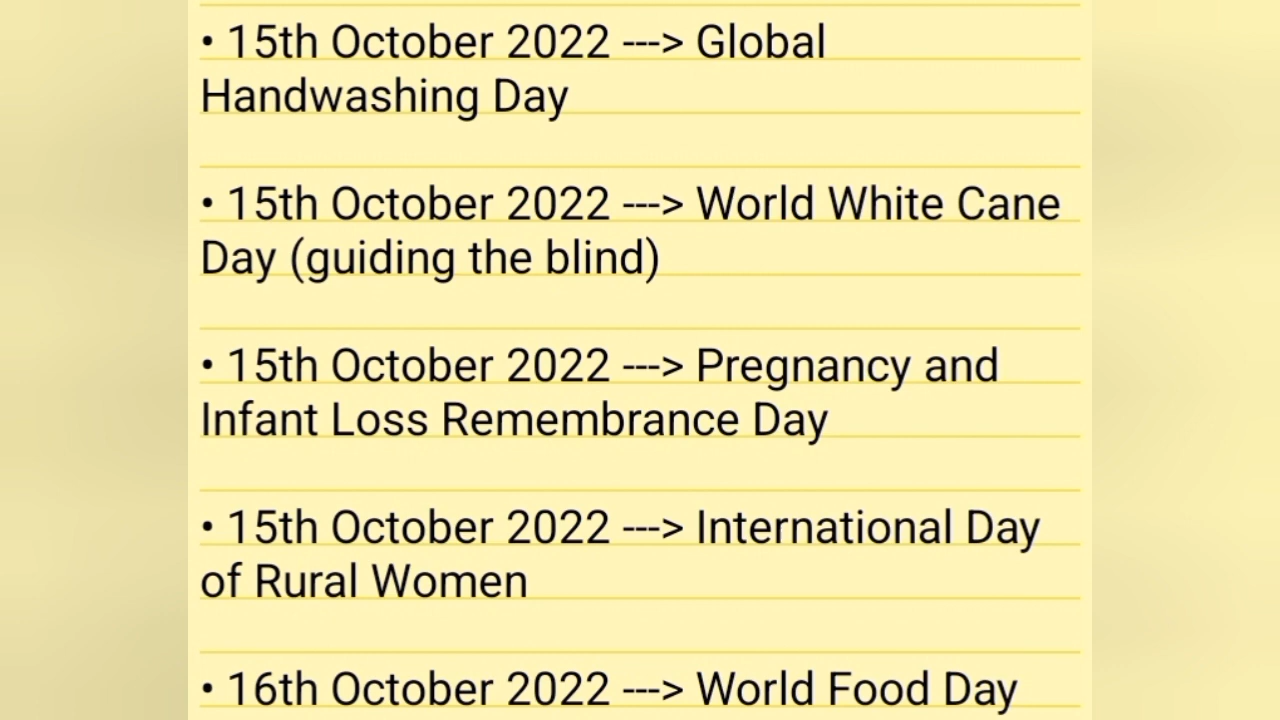 • 15th October 2022 ---> Global
Handwashing Day
• 15th October 2022 ---> World White Cane
Day (guiding the blind)
• 15th October 2022 ---> Pregnancy and
Infant Loss Remembrance Day
• 15th October 2022 ---> International Day
of Rural Women
• 16th October 2022 ---> World Food Day